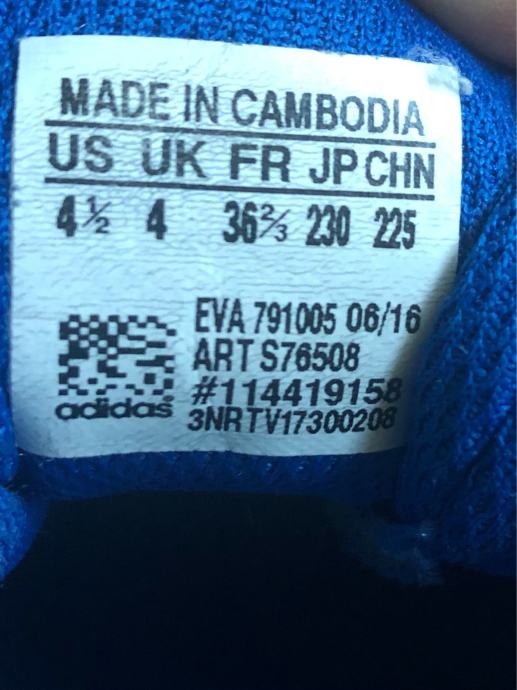 MADE IN CAMBODIA
US UK FR JP CHN
4½ 4 36⅔ 230 225
EVA 791005 06/16
ART S76508
#114419158
3NRTV17300208
adidas